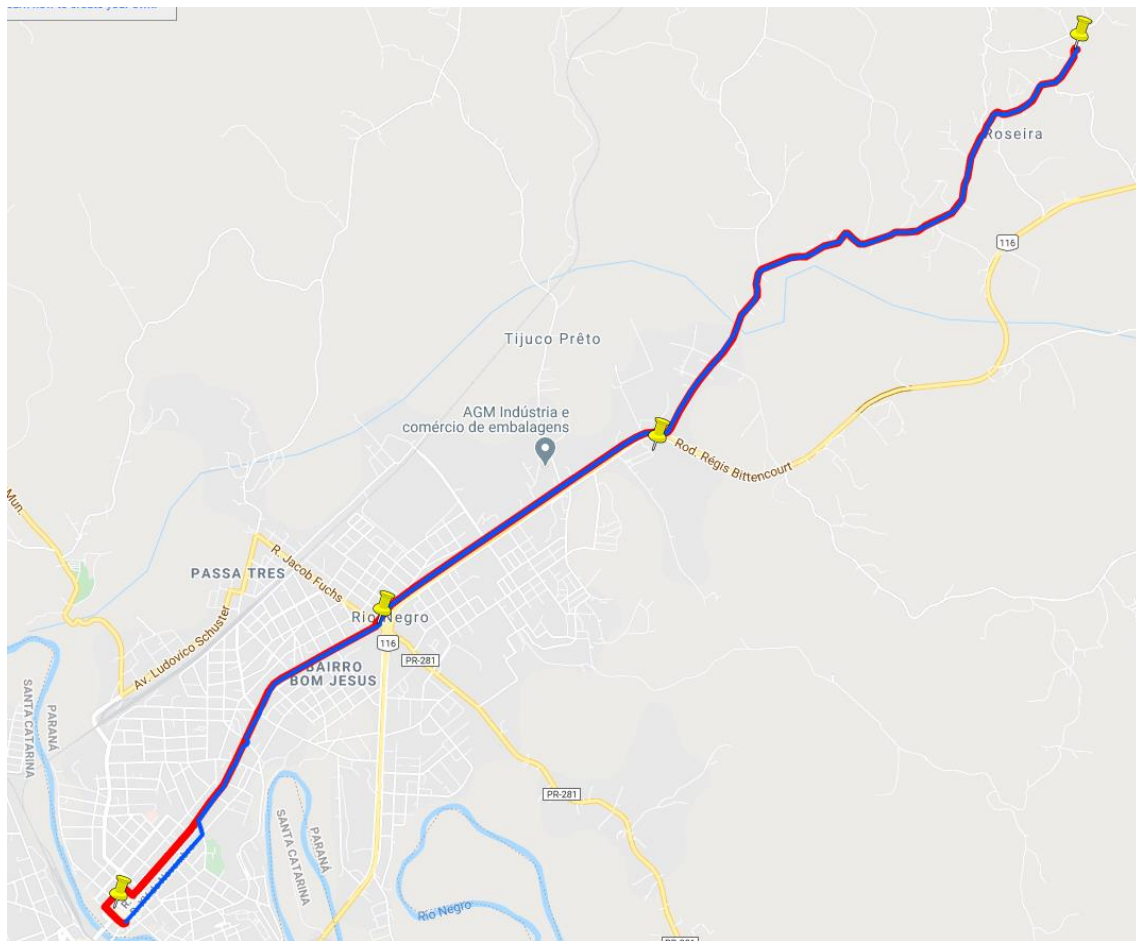 Roseira
116
Tijuco Prêto
AGM Indústria e
comércio de embalagens
Rod. Régis Bittencourt
Mun.
R. Jacob Fuchs
PASSA TRES
Rio Negro
116
PR-281
BAIRRO
BOM JESUS
Av. Ludovico Schuster
SANTA CATARINA
PARANÁ
PR-281
SANTA CATARINA
PARANÁ
Rio Negro